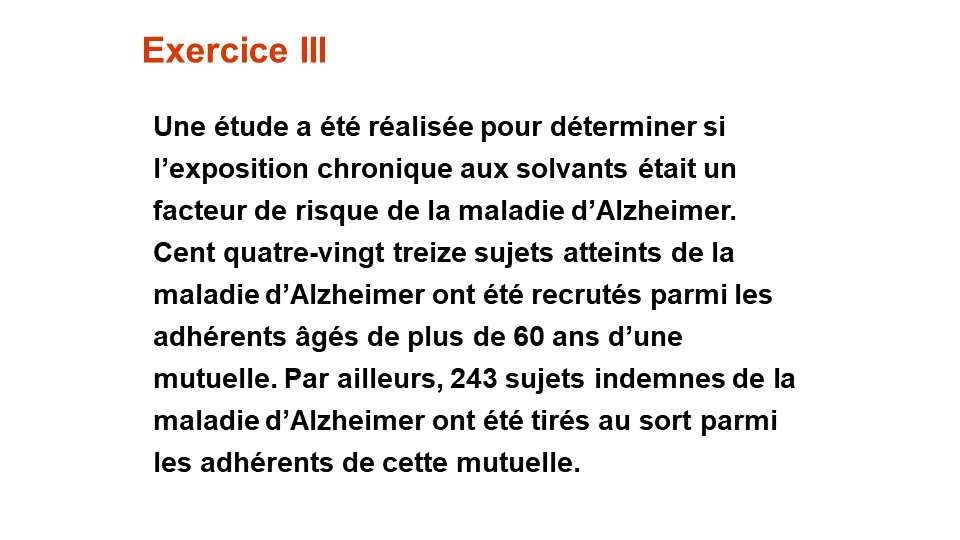 Exercice III
Une étude a été réalisée pour déterminer si
l’exposition chronique aux solvants était un
facteur de risque de la maladie d’Alzheimer.
Cent quatre-vingt treize sujets atteints de la
maladie d’Alzheimer ont été recrutés parmi les
adhérents âgés de plus de 60 ans d’une
mutuelle. Par ailleurs, 243 sujets indemnes de la
maladie d’Alzheimer ont été tirés au sort parmi
les adhérents de cette mutuelle.